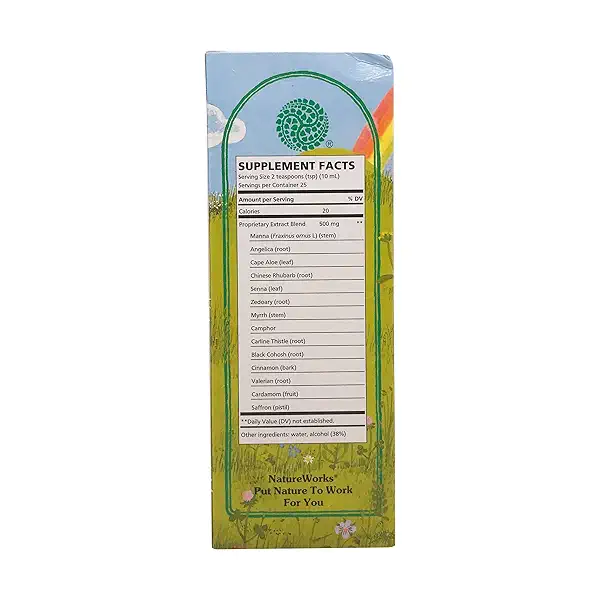 ®
SUPPLEMENT FACTS
Serving Size 2 teaspoons (tsp) (10 mL)
Servings per Container 25
Amount per Serving % DV
Calories 20
Proprietary Extract Blend 500 mg **
Manna (fraxinus ornus L) (stem)
Angelica (root)
Cape Aloe (leaf)
Chinese Rhubarb (root)
Senna (leaf)
Zedoary (root)
Myrrh (stem)
Camphor
Carline Thistle (root)
Black Cohosh (root)
Cinnamon (bark)
Valerian (root)
Cardamom (fruit)
Saffron (pistil)
**Daily Value (DV) not established.
Other ingredients: water, alcohol (38%)
NatureWorks®
Put Nature To Work
For You